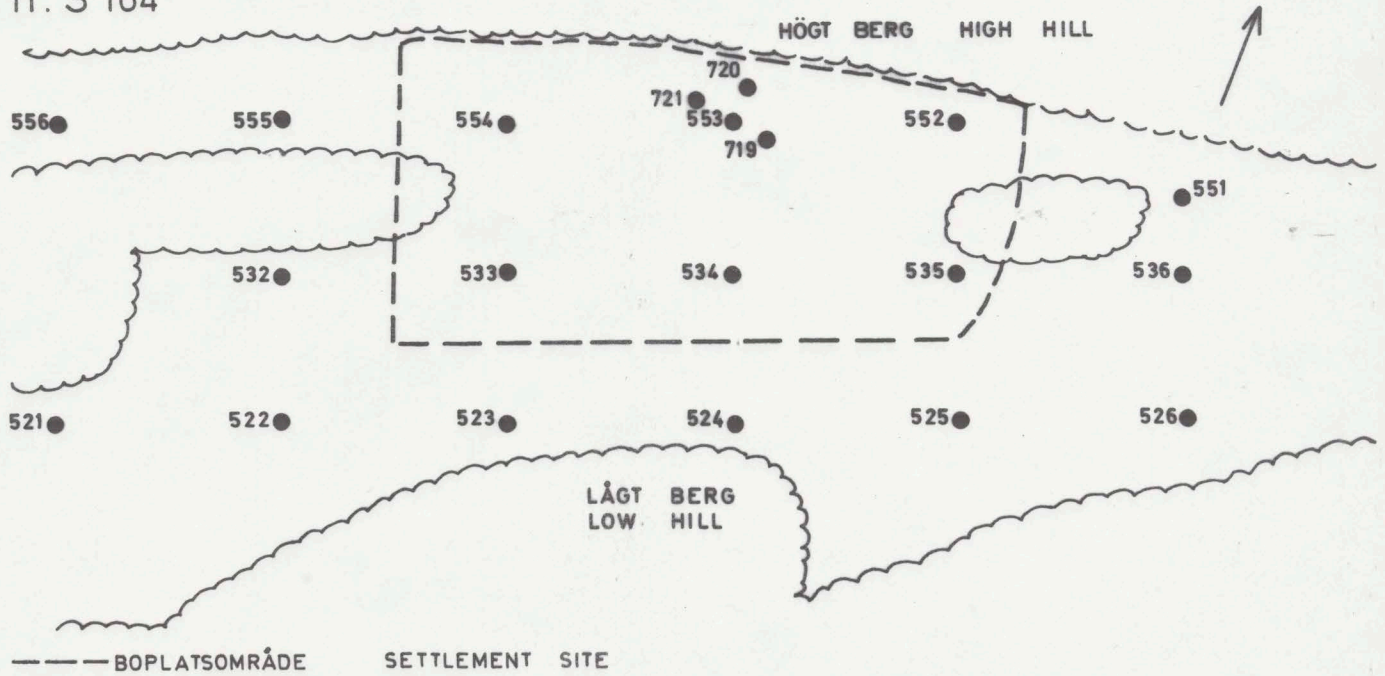 HÖGT BERG HIGH HILL
720
721
556 555 554 553 552
719
551
532 533 534 535 536
521 522 523 524 525 526
LÅGT BERG
LOW HILL
BOPLATSOMRÅDE SETTLEMENT SITE